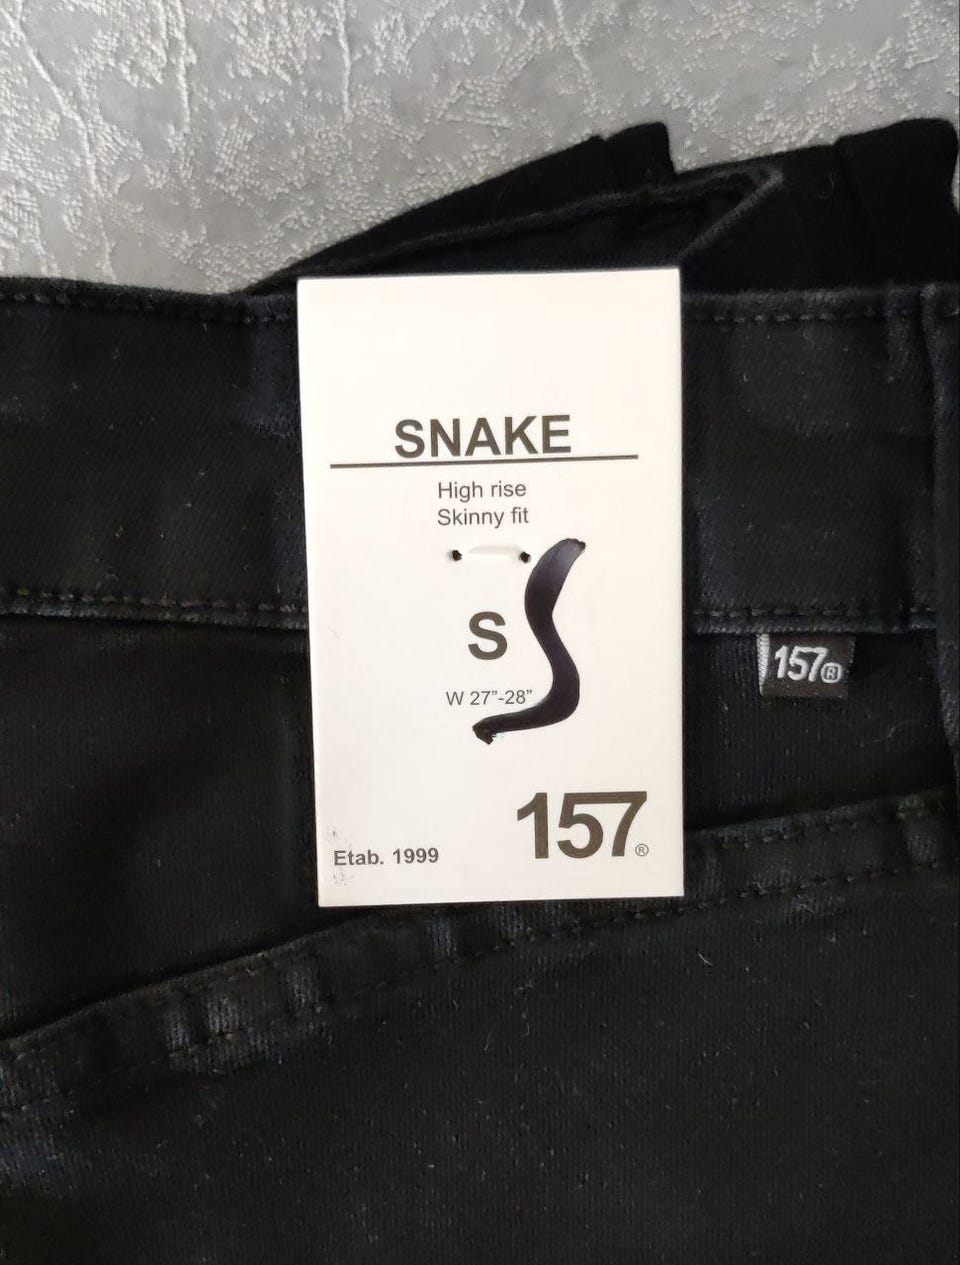 SNAKE
High rise
Skinny fit
S
W 27”-28”
157®
Etab. 1999
157®